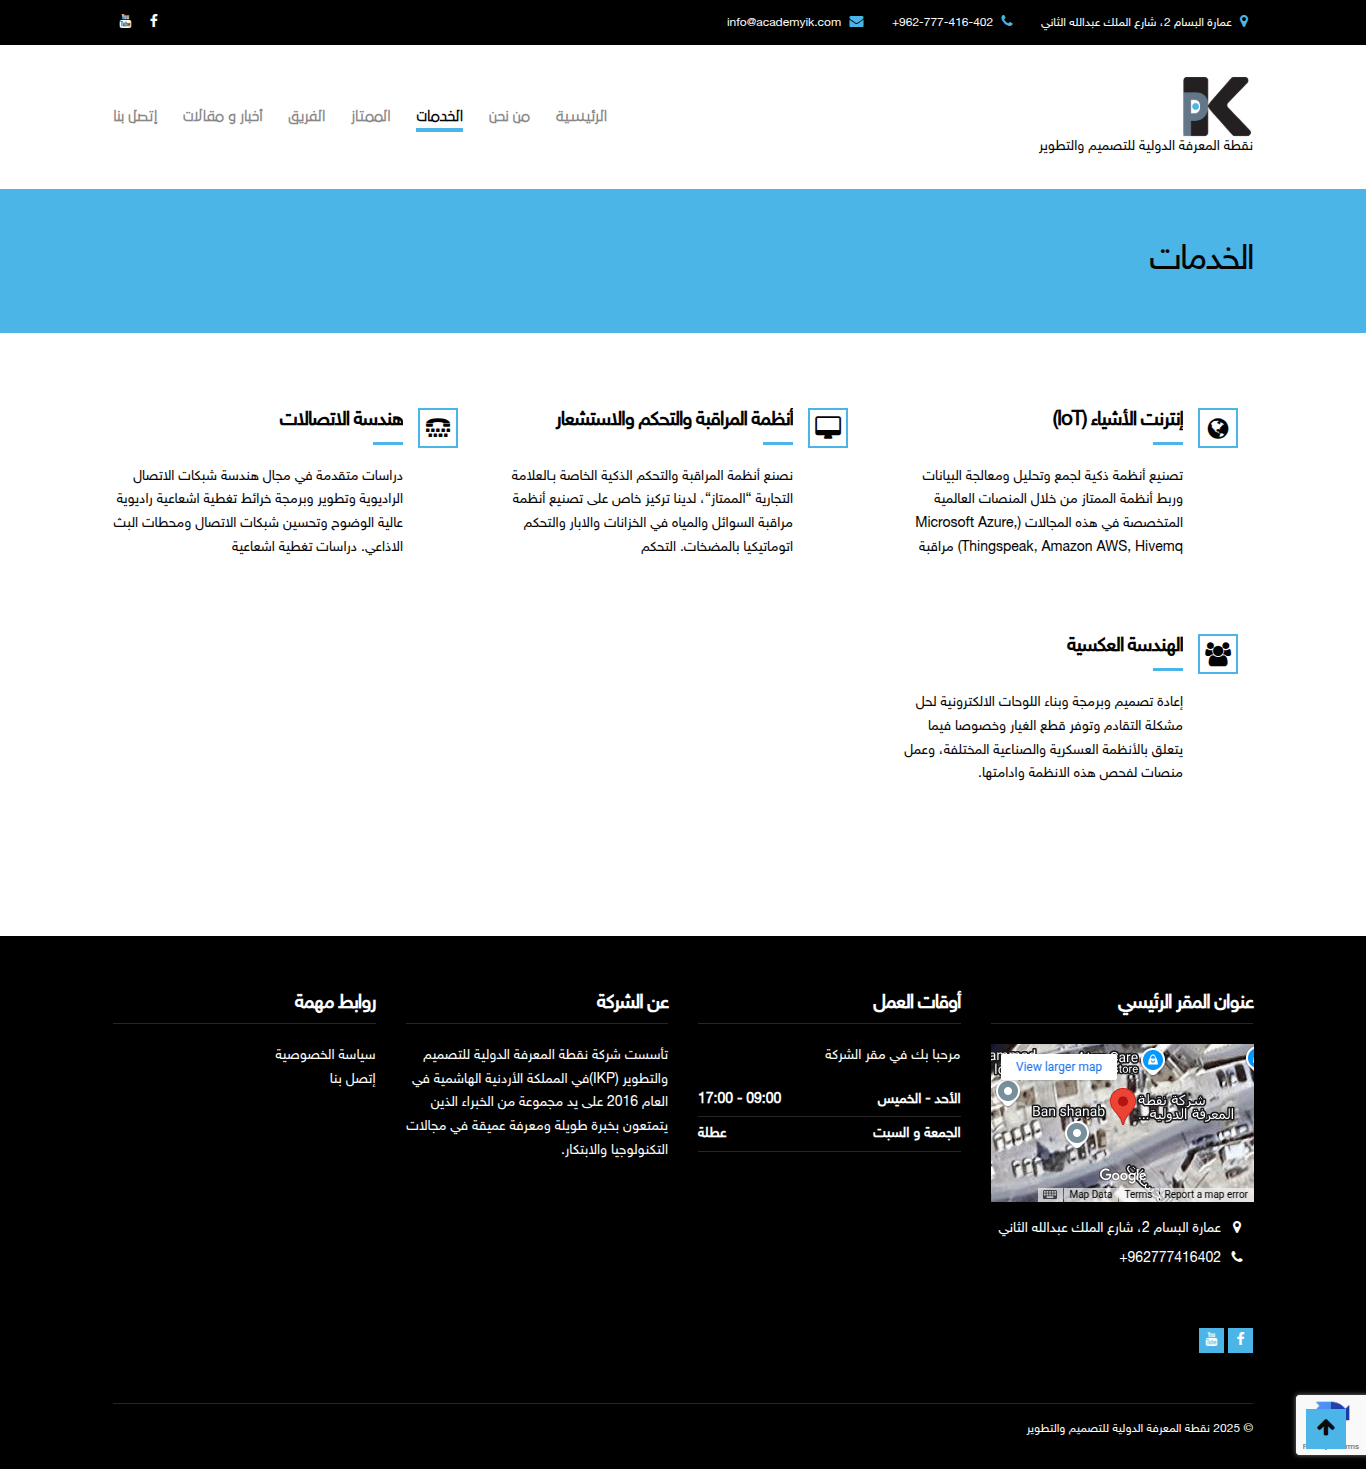 عمارة البسام 2، شارع الملك عبدالله الثاني
+962-777-416-402
info@academyik.com
نقطة المعرفة الدولية للتصميم والتطوير
الرئيسية
من نحن
الخدمات
الممتاز
الفريق
أخبار و مقالات
إتصل بنا
الخدمات
إنترنت الأشياء (IoT)
تصنيع أنظمة ذكية لجمع وتحليل ومعالجة البيانات
وربط أنظمة الممتاز من خلال المنصات العالمية
المتخصصة في هذه المجالات (Microsoft Azure,
Thingspeak, Amazon AWS, Hivemq) مراقبة
أنظمة المراقبة والتحكم والاستشعار
نصنع أنظمة المراقبة والتحكم الذكية الخاصة بـالعلامة
التجارية “الممتاز“، لدينا تركيز خاص على تصنيع أنظمة
مراقبة السوائل والمياه في الخزانات والابار والتحكم
اتوماتيكيا بالمضخات. التحكم
هندسة الاتصالات
دراسات متقدمة في مجال هندسة شبكات الاتصال
الراديوية وتطوير وبرمجة خرائط تغطية اشعاعية راديوية
عالية الوضوح وتحسين شبكات الاتصال ومحطات البث
الاذاعي. دراسات تغطية اشعاعية
الهندسة العكسية
إعادة تصميم وبرمجة وبناء اللوحات الالكترونية لحل
مشكلة التقادم وتوفر قطع الغيار وخصوصا فيما
يتعلق بالأنظمة العسكرية والصناعية المختلفة، وعمل
منصات لفحص هذه الانظمة وادامتها.
عنوان المقر الرئيسي
View larger map
Care
store
Ban shanab
شركة نقطة
المعرفة الدولية...
Google
Map Data
Terms
Report a map error
عمارة البسام 2، شارع الملك عبدالله الثاني
+962777416402
أوقات العمل
مرحبا بك في مقر الشركة
الأحد - الخميس
09:00 - 17:00
الجمعة و السبت
عطلة
عن الشركة
تأسست شركة نقطة المعرفة الدولية للتصميم
والتطوير (IKP)في المملكة الأردنية الهاشمية في
العام 2016 على يد مجموعة من الخبراء الذين
يتمتعون بخبرة طويلة ومعرفة عميقة في مجالات
التكنولوجيا والابتكار.
روابط مهمة
سياسة الخصوصية
إتصل بنا
© 2025 نقطة المعرفة الدولية للتصميم والتطوير